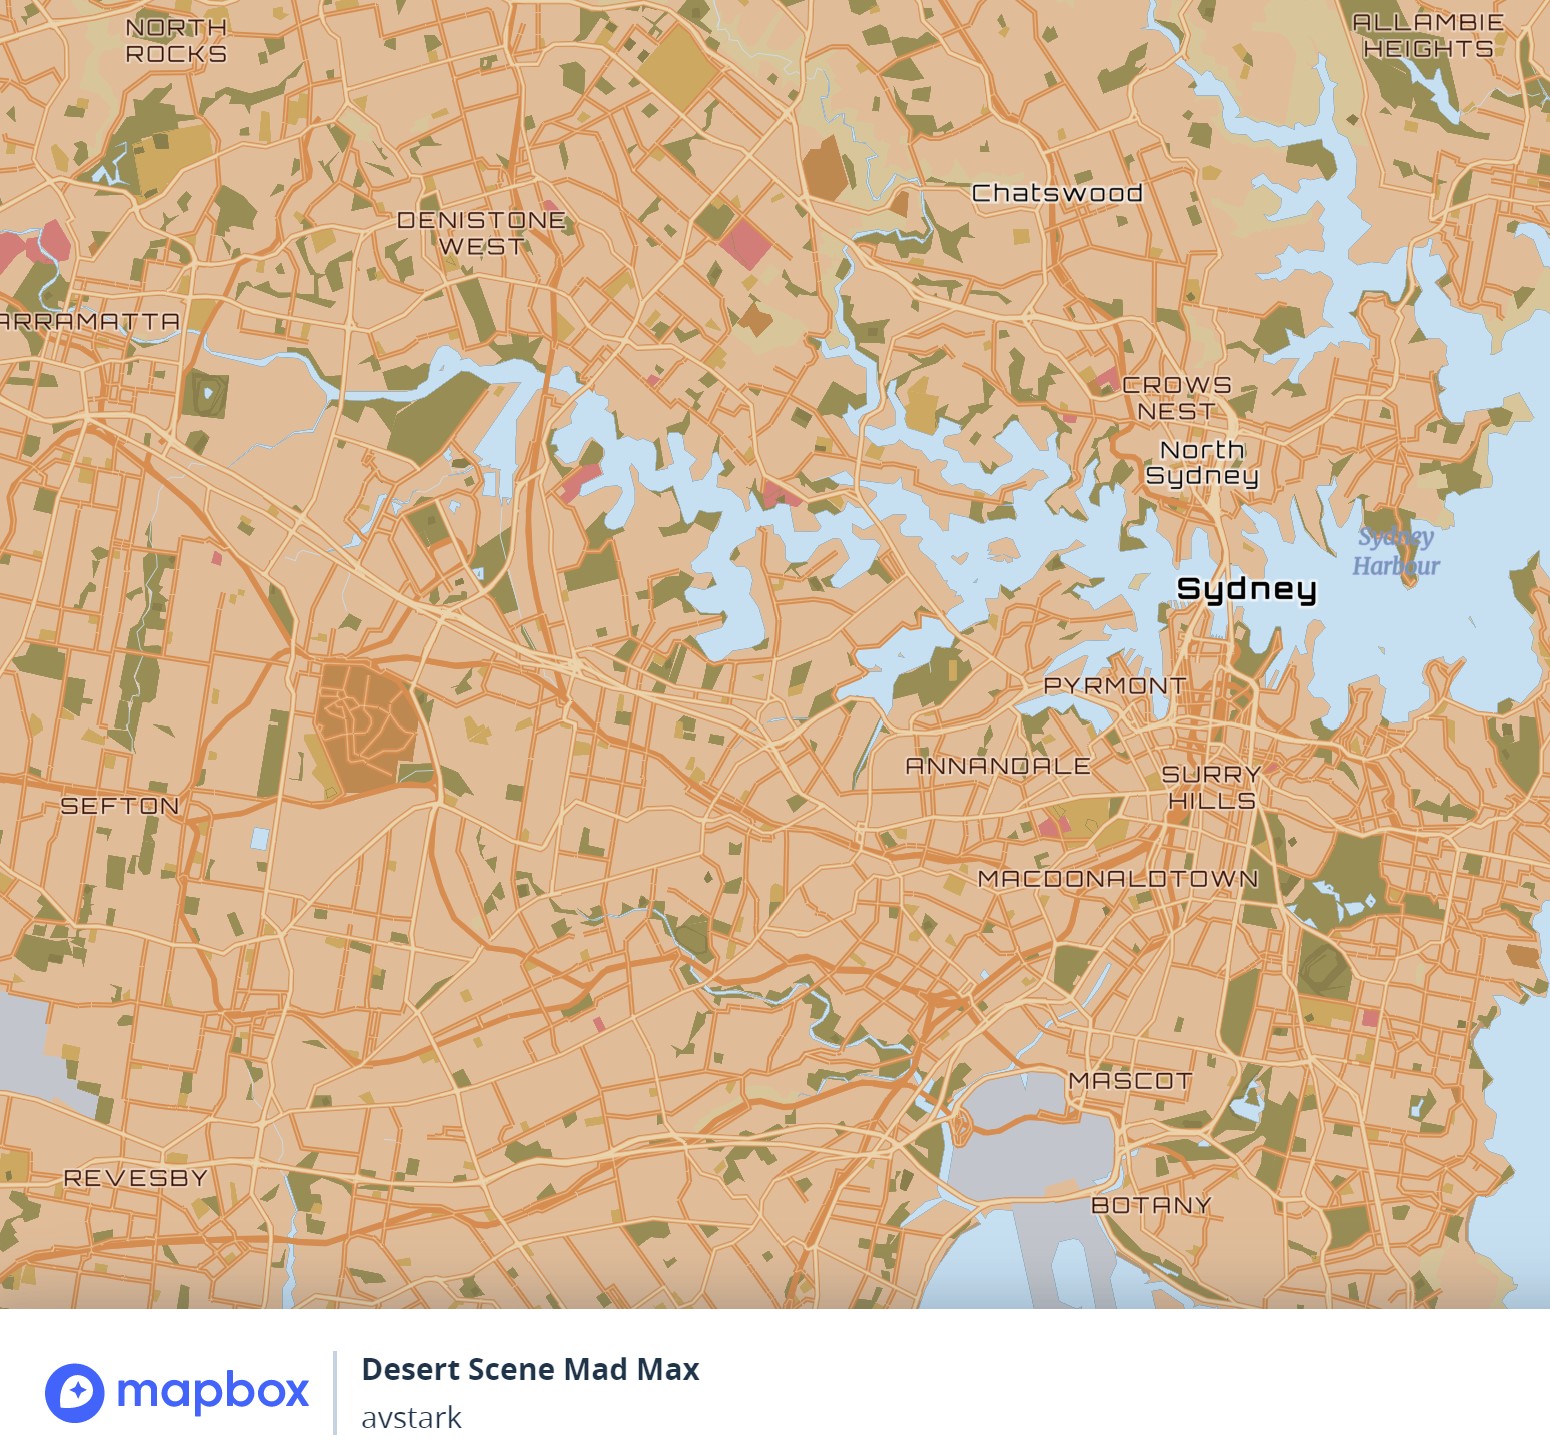 NORTH
ROCKS
ALLAMBIE
HEIGHTS
Chatswood
DENISTONE
WEST
ARRAMATTA
CROWS
NEST
North
Sydney
Sydney
Harbour
Sydney
PYRMONT
ANNANDALE
SURRY
HILLS
SEFTON
MACDONALDTOWN
MASCOT
REVESBY
BOTANY
mapbox
Desert Scene Mad Max
avstark